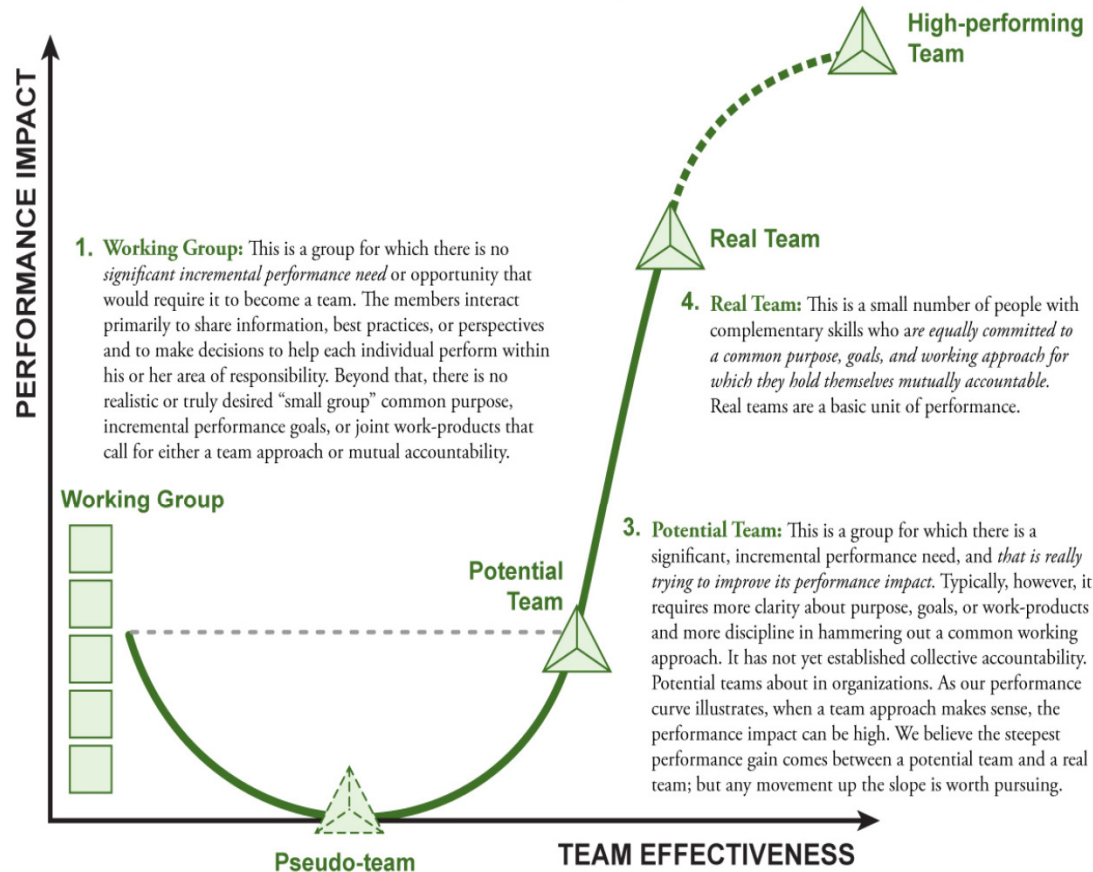 High-performing
Team
PERFORMANCE IMPACT
Real Team
1. Working Group: This is a group for which there is no
significant incremental performance need or opportunity that
would require it to become a team. The members interact
primarily to share information, best practices, or perspectives
and to make decisions to help each individual perform within
his or her area of responsibility. Beyond that, there is no
realistic or truly desired “small group” common purpose,
incremental performance goals, or joint work-products that
call for either a team approach or mutual accountability.
4. Real Team: This is a small number of people with
complementary skills who are equally committed to
a common purpose, goals, and working approach for
which they hold themselves mutually accountable.
Real teams are a basic unit of performance.
Working Group
Potential
Team
3. Potential Team: This is a group for which there is a
significant, incremental performance need, and that is really
trying to improve its performance impact. Typically, however, it
requires more clarity about purpose, goals, or work-products
and more discipline in hammering out a common working
approach. It has not yet established collective accountability.
Potential teams about in organizations. As our performance
curve illustrates, when a team approach makes sense, the
performance impact can be high. We believe the steepest
performance gain comes between a potential team and a real
team; but any movement up the slope is worth pursuing.
Pseudo-team
TEAM EFFECTIVENESS